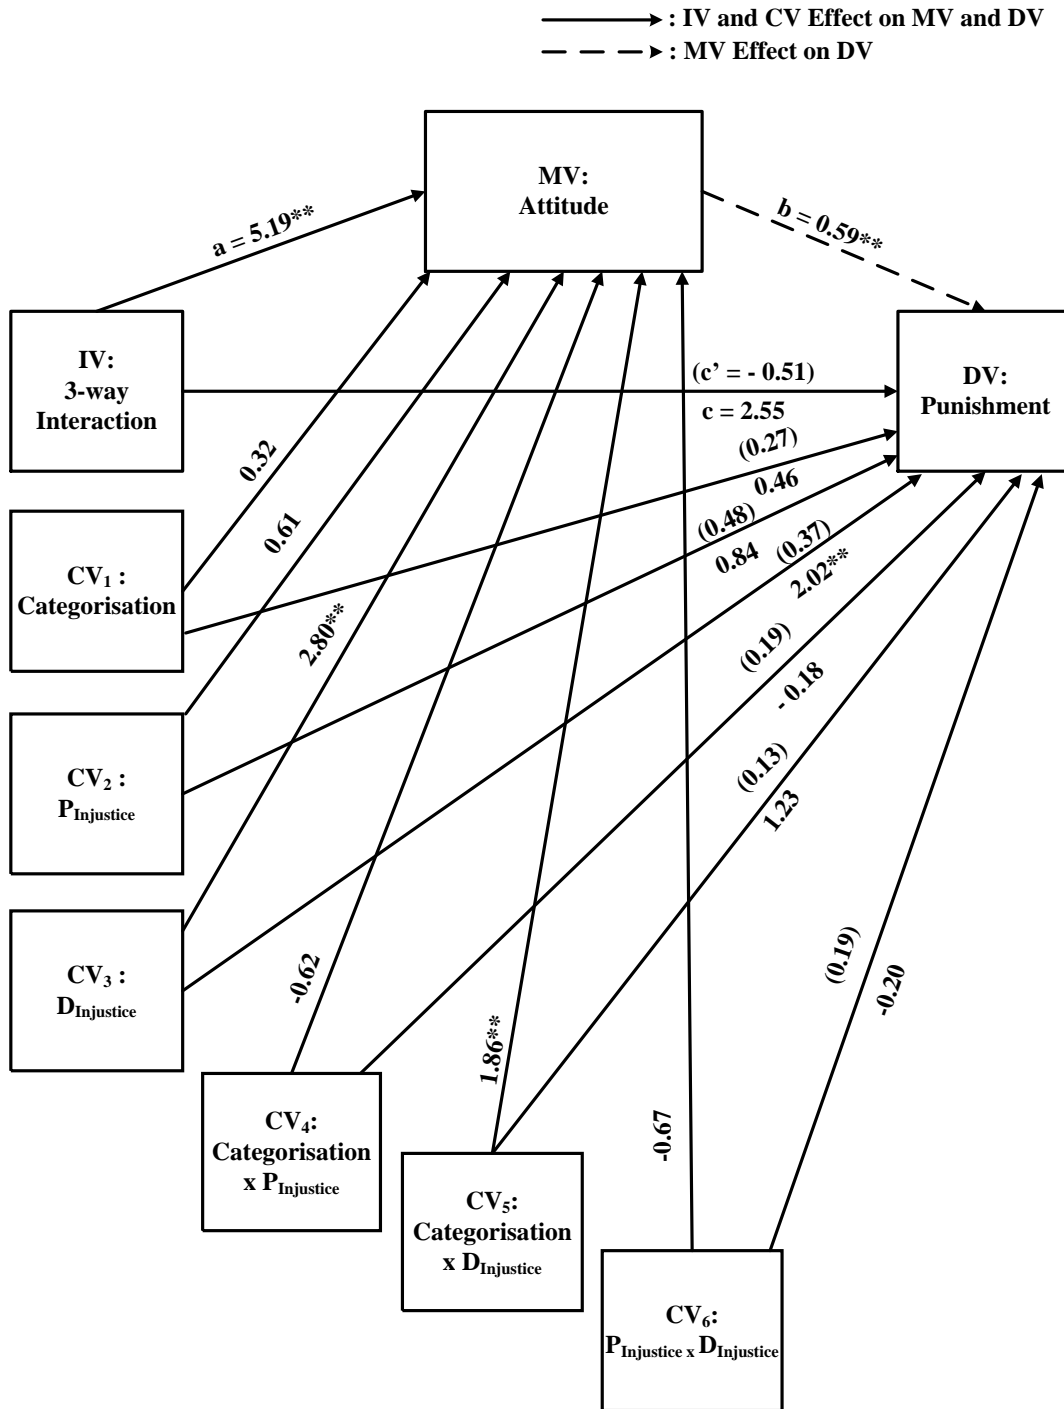 : IV and CV Effect on MV and DV
: MV Effect on DV
MV:
Attitude
a = 5.19**
b = 0.59**
IV:
3-way
Interaction
(c’ = - 0.51)
c = 2.55
DV:
Punishment
0.32
(0.27)
0.46
0.61
(0.48)
0.84
(0.37)
2.02**
CV1 :
Categorisation
2.80**
(0.19)
- 0.18
CV2 :
PInjustice
(0.13)
1.23
CV3 :
DInjustice
-0.62
(0.19)
-0.20
1.86**
-0.67
CV4:
Categorisation
x PInjustice
CV5:
Categorisation
x DInjustice
CV6:
PInjustice x DInjustice